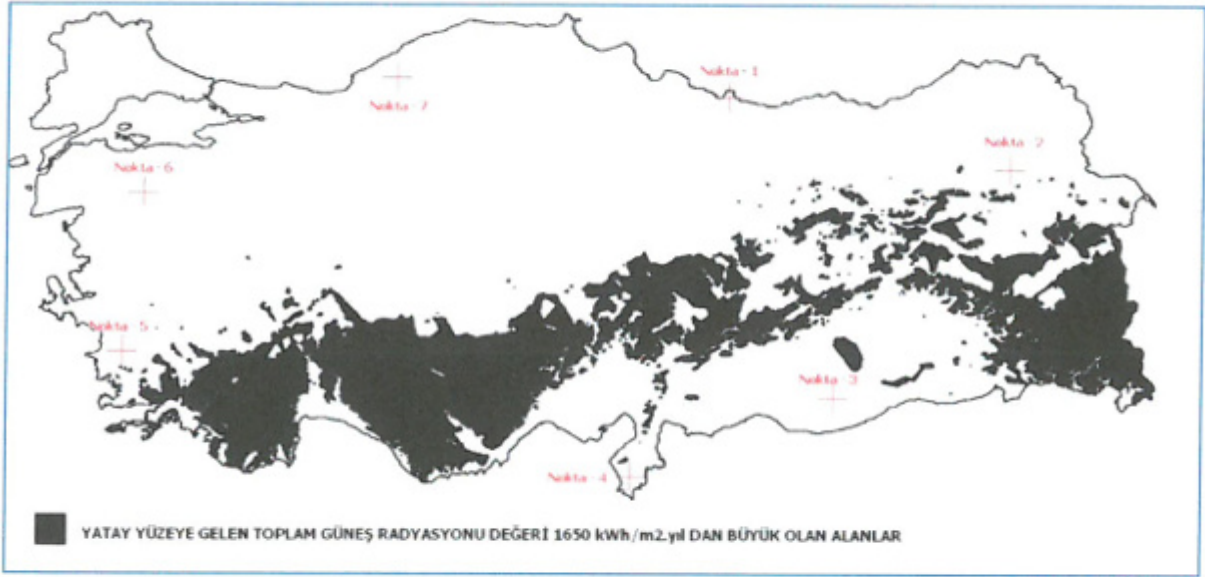 Nokta - 1
Nokta - 7
Nokta - 2
Nokta - 6
Nokta - 5
Nokta - 3
Nokta - 4
YATAY YÜZEYE GELEN TOPLAM GÜNEŞ RADYASYONU DEĞERİ 1650 kWh/m2.yıl DAN BÜYÜK OLAN ALANLAR